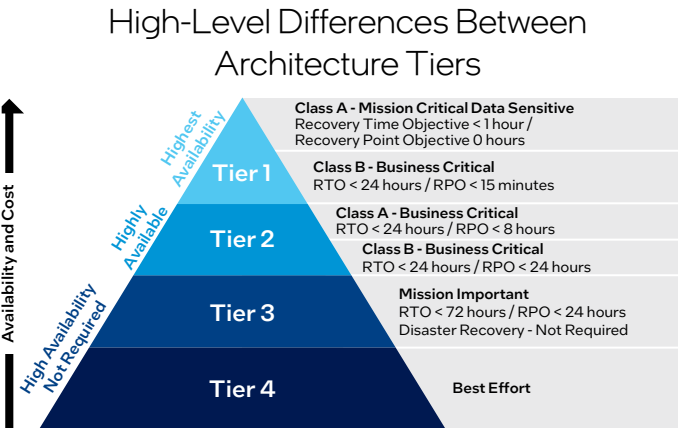 High-Level Differences Between
Architecture Tiers
Availability and Cost
Highest
Availability
Tier 1
Class A - Mission Critical Data Sensitive
Recovery Time Objective < 1 hour /
Recovery Point Objective 0 hours
Class B - Business Critical
RTO < 24 hours / RPO < 15 minutes
Highly
Available
Tier 2
Class A - Business Critical
RTO < 24 hours / RPO < 8 hours
Class B - Business Critical
RTO < 24 hours / RPO < 24 hours
High Availability
Not Required
Tier 3
Mission Important
RTO < 72 hours / RPO < 24 hours
Disaster Recovery - Not Required
Tier 4
Best Effort